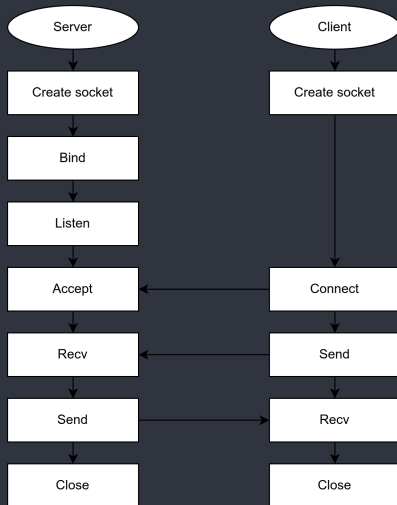 Server
Client
Create socket
Create socket
Bind
Listen
Accept
Connect
Recv
Send
Send
Recv
Close
Close